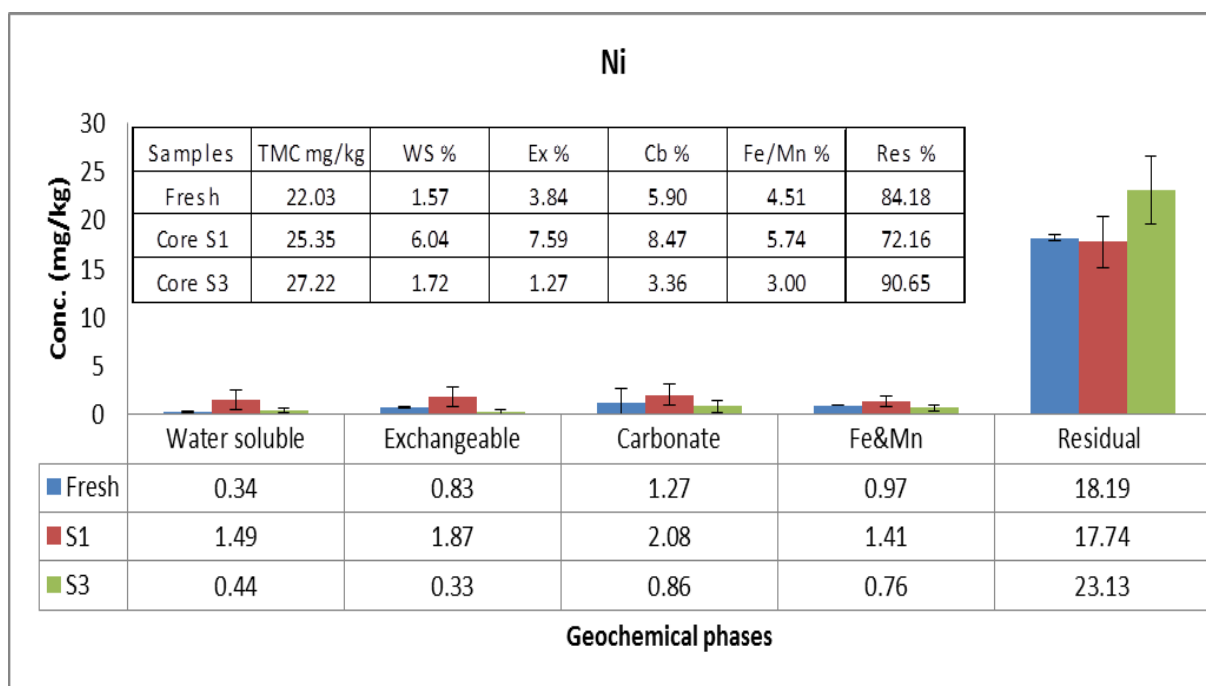 Ni
Conc. (mg/kg)
30
25
20
15
10
5
0
Samples TMC mg/kg WS % Ex % Cb % Fe/Mn % Res %
Fresh 22.03 1.57 3.84 5.90 4.51 84.18
Core S1 25.35 6.04 7.59 8.47 5.74 72.16
Core S3 27.22 1.72 1.27 3.36 3.00 90.65
Water soluble Exchangeable Carbonate Fe&Mn Residual
Fresh 0.34 0.83 1.27 0.97 18.19
S1 1.49 1.87 2.08 1.41 17.74
S3 0.44 0.33 0.86 0.76 23.13
Geochemical phases